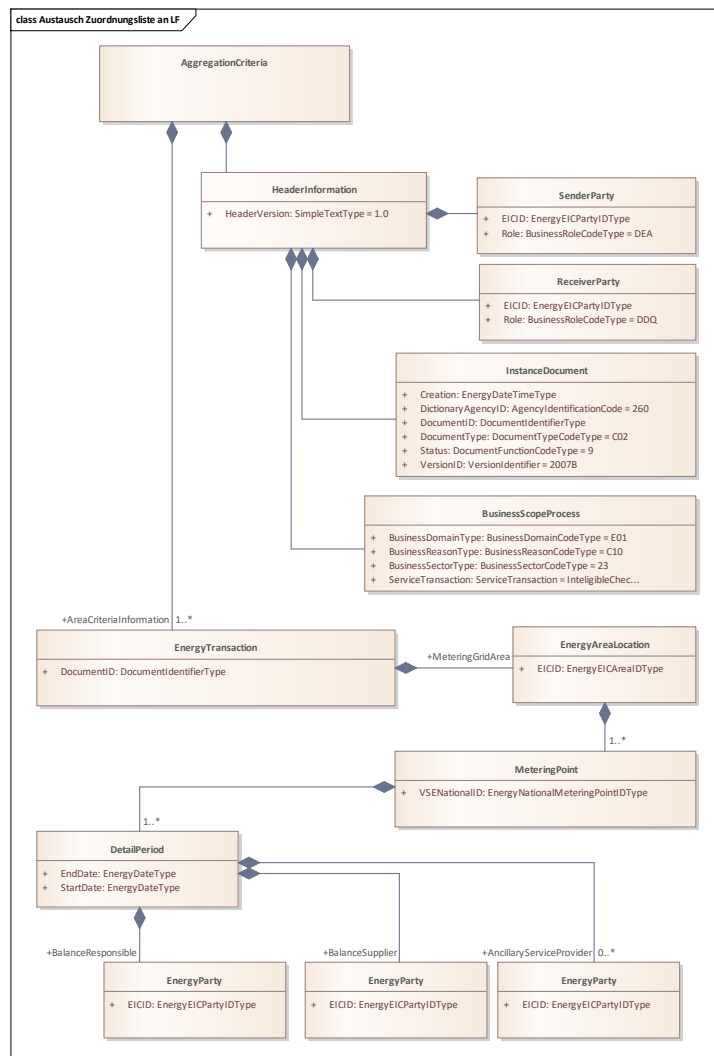 class Austausch Zuordnungsliste an LF
AggregationCriteria
HeaderInformation
+ HeaderVersion: SimpleTextType = 1.0
SenderParty
+ EICID: EnergyEICPartyIDType
+ Role: BusinessRoleCodeType = DEA
ReceiverParty
+ EICID: EnergyEICPartyIDType
+ Role: BusinessRoleCodeType = DDQ
InstanceDocument
+ Creation: EnergyDateTimeType
+ DictionaryAgencyID: AgencyIdentificationCode = 260
+ DocumentID: DocumentIdentifierType
+ DocumentType: DocumentTypeCodeType = C02
+ Status: DocumentFunctionCodeType = 9
+ VersionID: VersionIdentifier = 2007B
BusinessScopeProcess
+ BusinessDomainType: BusinessDomainCodeType = E01
+ BusinessReasonType: BusinessReasonCodeType = C10
+ BusinessSectorType: BusinessSectorCodeType = 23
+ ServiceTransaction: ServiceTransaction = InteligibleChec...
+AreaCriteriaInformation 1..*
EnergyTransaction
+ DocumentID: DocumentIdentifierType
+MeteringGridArea
EnergyAreaLocation
+ EICID: EnergyEICAreaIDType
1..*
MeteringPoint
+ VSENationalID: EnergyNationalMeteringPointIDType
1..*
DetailPeriod
+ EndDate: EnergyDateType
+ StartDate: EnergyDateType
+BalanceResponsible
+BalanceSupplier
+AncillaryServiceProvider 0..*
EnergyParty
+ EICID: EnergyEICPartyIDType
EnergyParty
+ EICID: EnergyEICPartyIDType
EnergyParty
+ EICID: EnergyEICPartyIDType